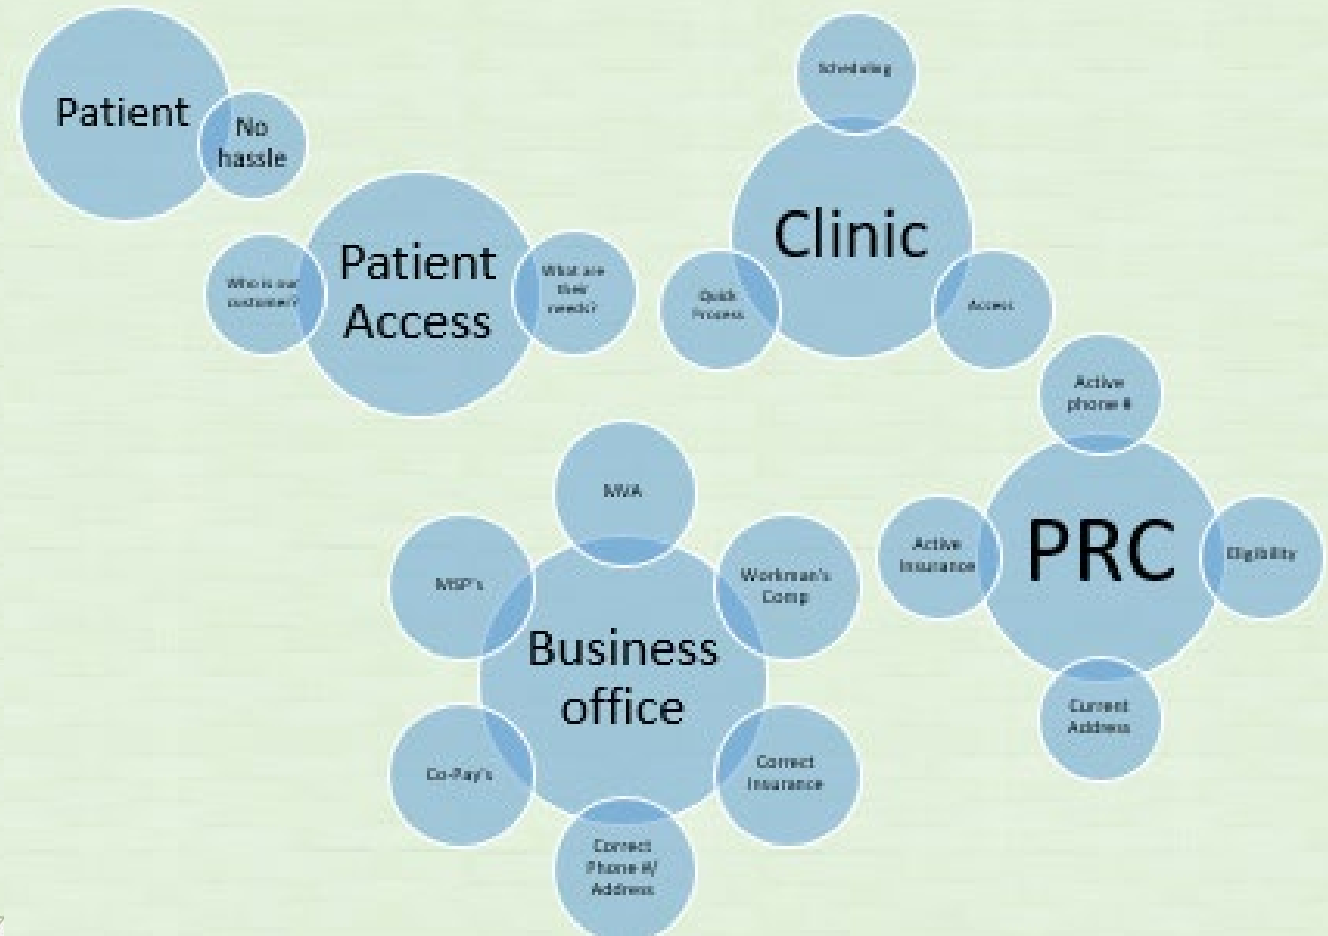 Patient
No
hassle
Patient
Access
Who is our
customer?
What are
their
needs?
Scheduling
Clinic
Quick
Process
Access
Active
phone #
PRC
Active
Insurance
Eligibility
Current
Address
MVA
MSP's
Workman's
Comp
Business
office
Co-Pay's
Correct
Insurance
Correct
Phone #/
Address